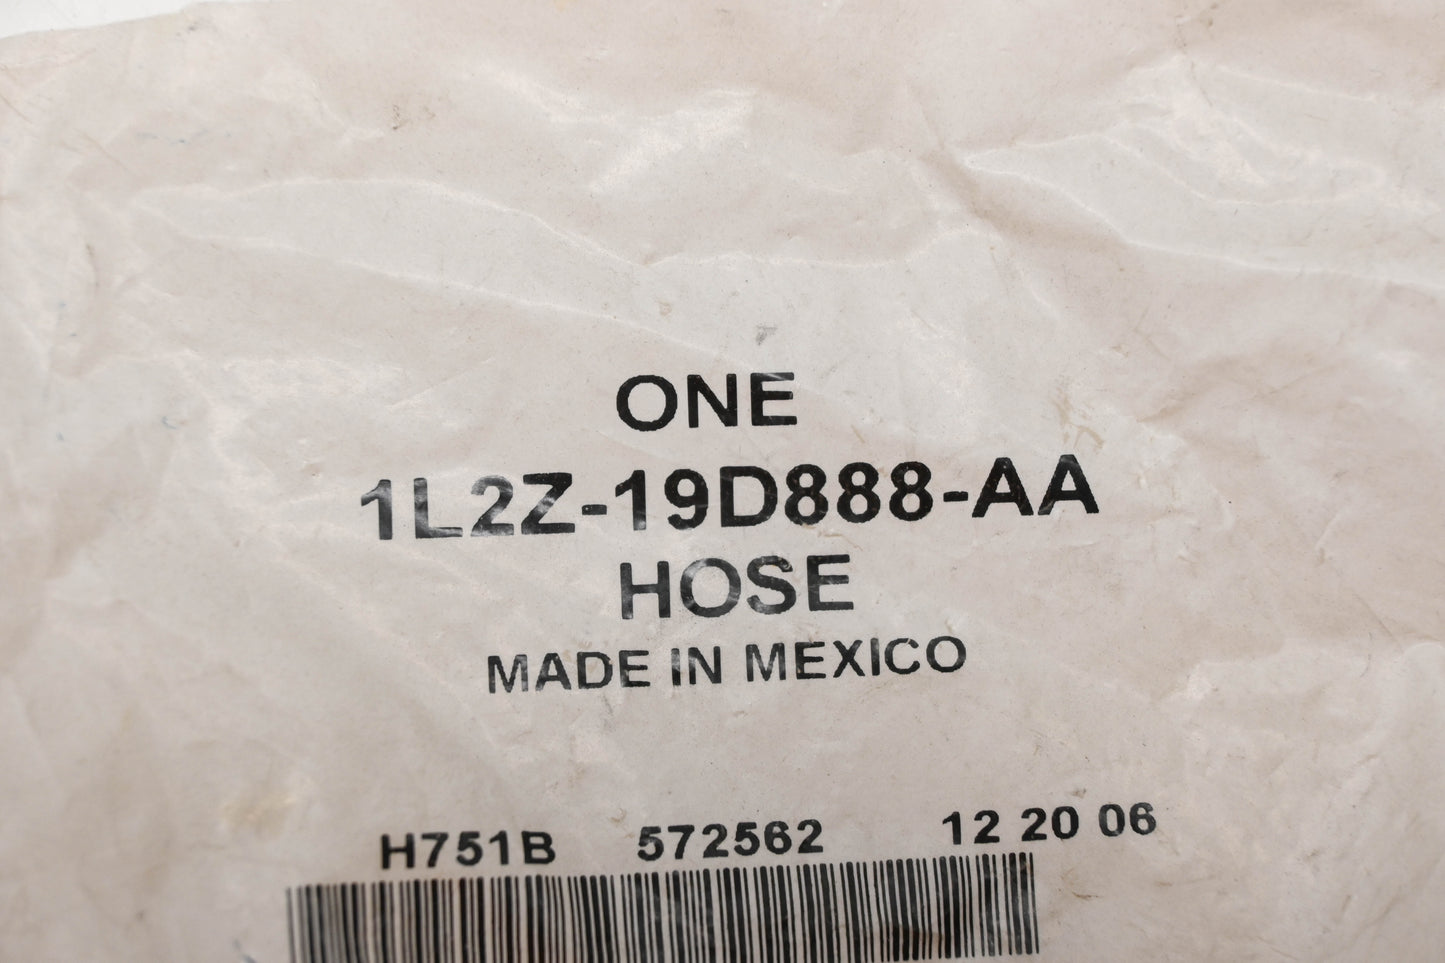 ONE
1L2Z-19D888-AA
HOSE
MADE IN MEXICO
H751B 572562 12 20 06